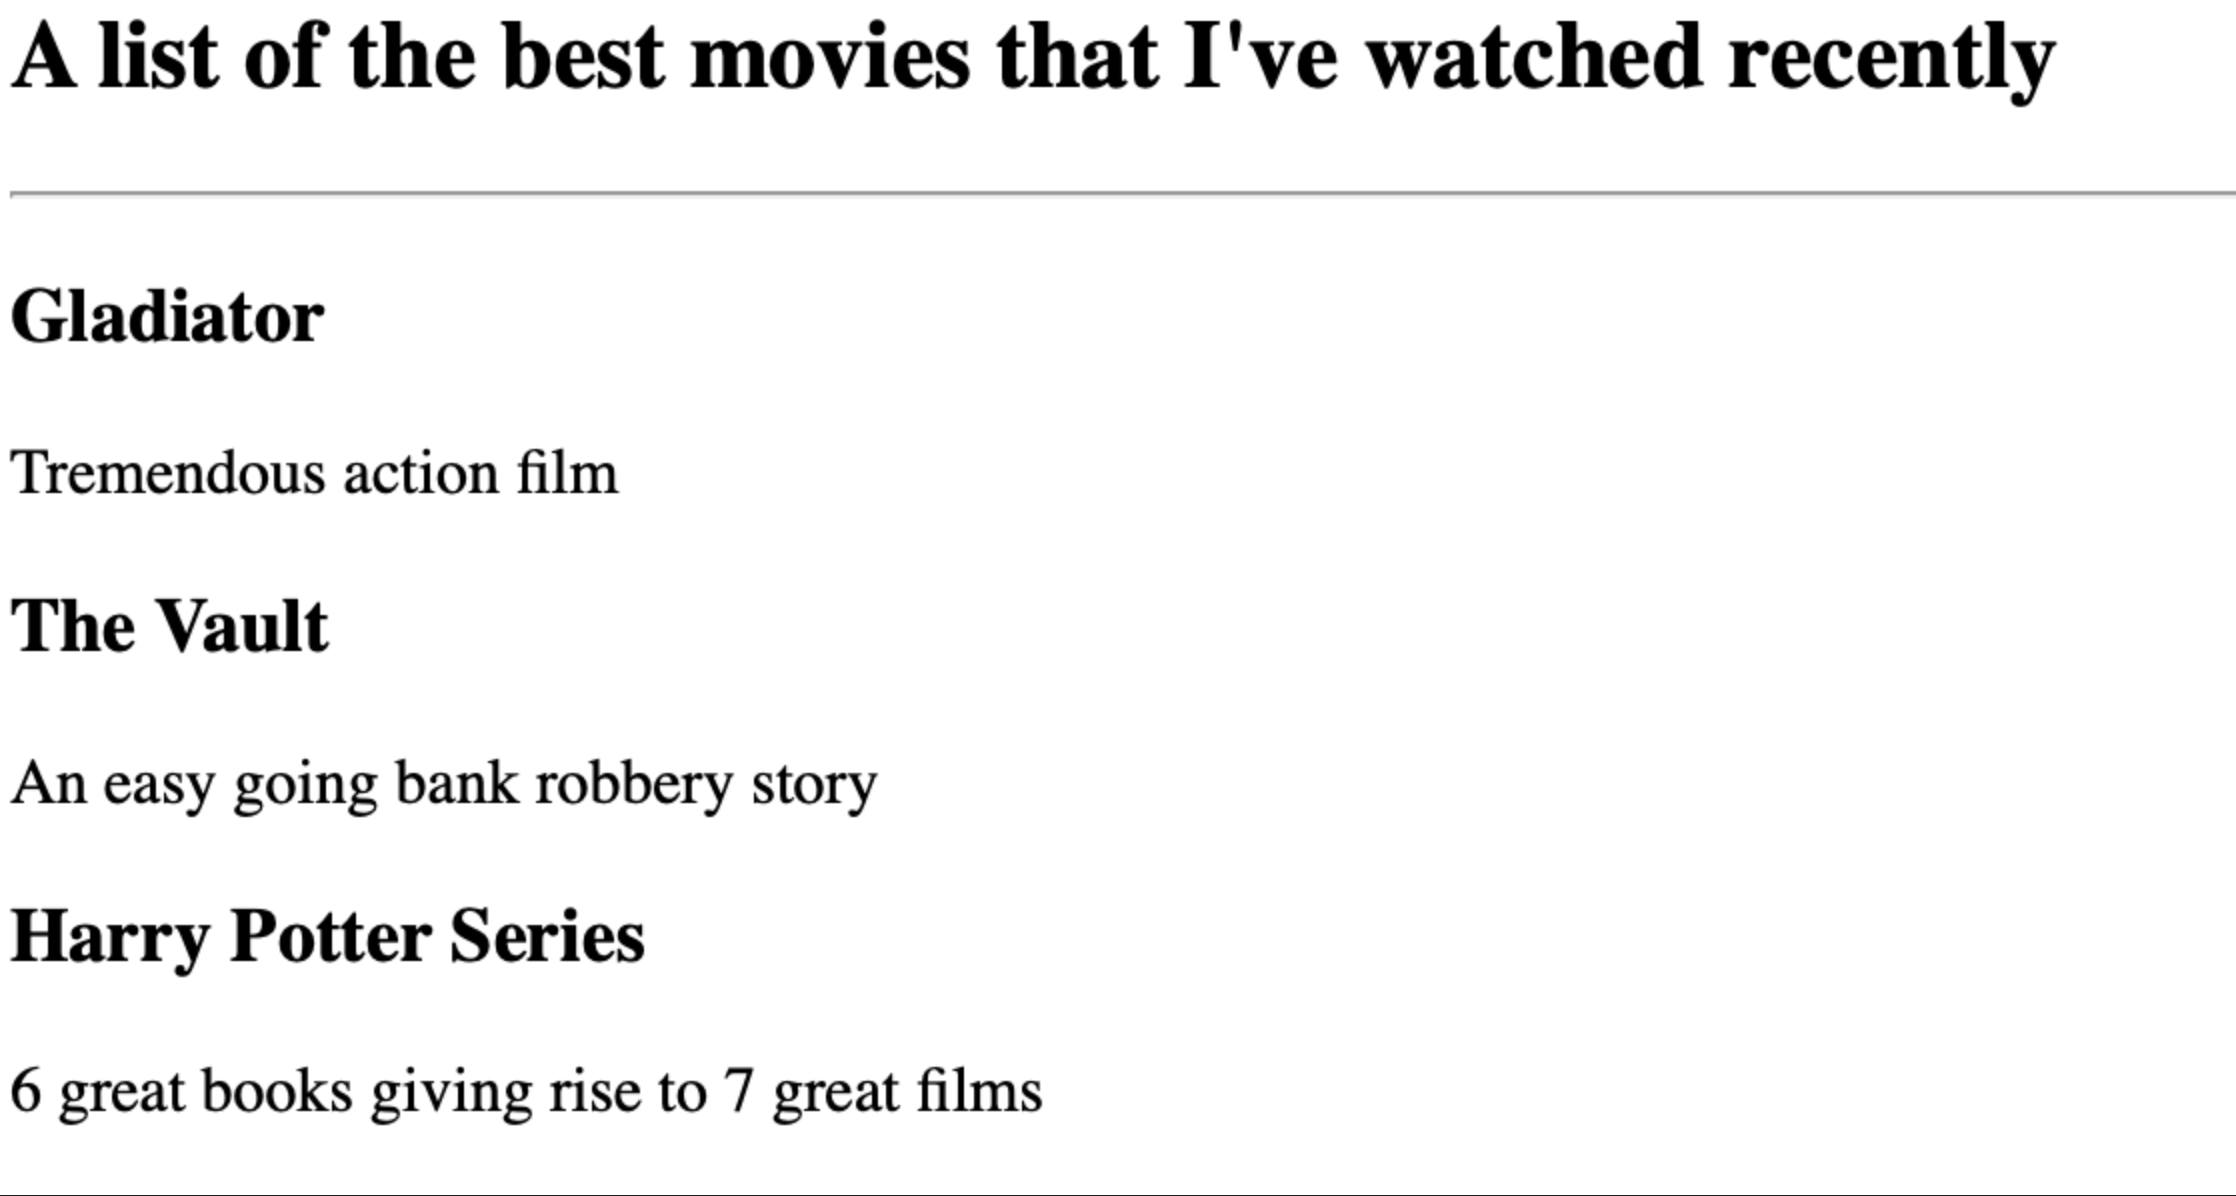 A list of the best movies that I've watched recently
Gladiator
Tremendous action film
The Vault
An easy going bank robbery story
Harry Potter Series
6 great books giving rise to 7 great films